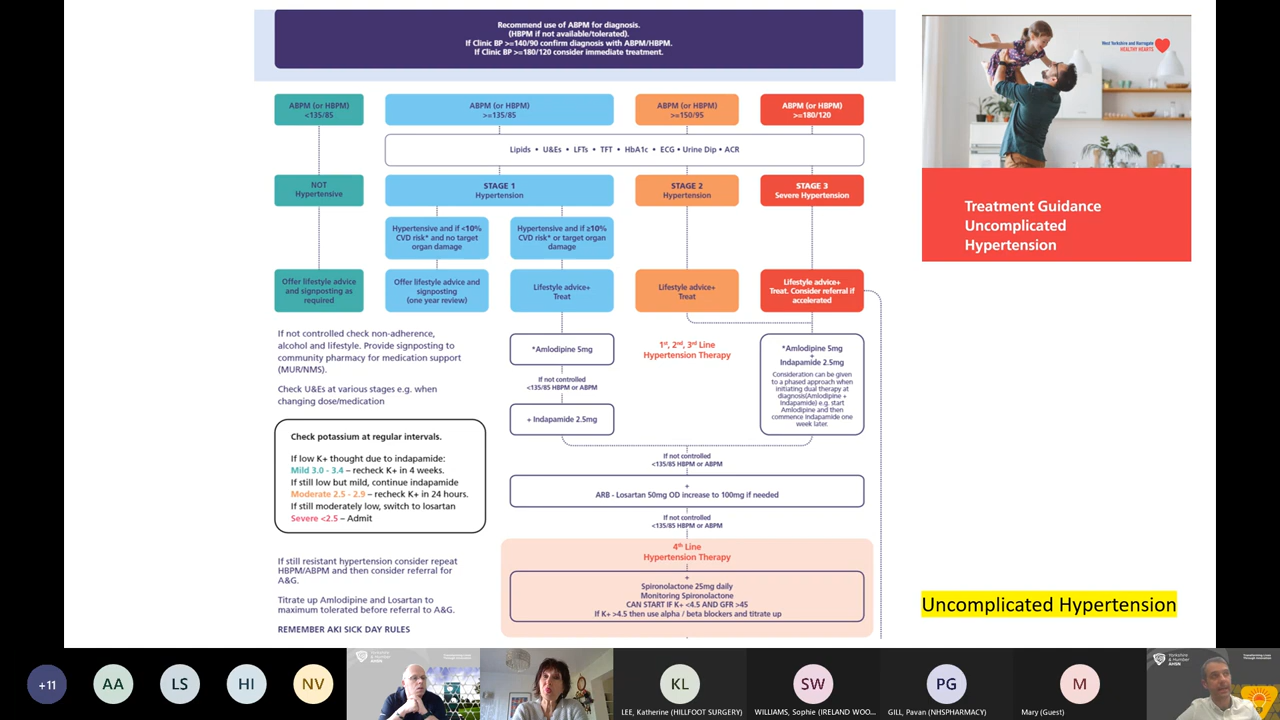 Recommend use of ABPM for diagnosis.
(HBPM if not available/tolerated).
If Clinic BP >=140/90 confirm diagnosis with ABPM/HBPM.
If Clinic BP >=180/120 consider immediate treatment.
ABPM (or HBPM)
<135/85
ABPM (or HBPM)
>=135/85
ABPM (or HBPM)
>=150/95
ABPM (or HBPM)
>=180/120
Lipids • U&Es • LFTs • TFT • HbA1c • ECG • Urine Dip • ACR
NOT
Hypertensive
STAGE 1
Hypertension
STAGE 2
Hypertension
STAGE 3
Severe Hypertension
Hypertensive and if <10%
CVD risk* and no target
organ damage
Hypertensive and if ≥10%
CVD risk* or target organ
damage
Offer lifestyle advice
and signposting as
required
Offer lifestyle advice and
signposting
(one year review)
Lifestyle advice+
Treat
Lifestyle advice+
Treat
Lifestyle advice+
Treat. Consider referral if
accelerated
If not controlled check non-adherence,
alcohol and lifestyle. Provide signposting to
community pharmacy for medication support
(MUR/NMS).
Check U&Es at various stages e.g. when
changing dose/medication
*Amlodipine 5mg
If not controlled
<135/85 HBPM or ABPM
+ Indapamide 2.5mg
1st, 2nd, 3rd Line
Hypertension Therapy
*Amlodipine 5mg
+
Indapamide 2.5mg
Consideration can be given
to a phased approach when
initiating dual therapy at
diagnosis(Amlodipine +
Indapamide) e.g. start
Amlodipine and then
commence Indapamide one
week later.
Check potassium at regular intervals.
If low K+ thought due to indapamide:
Mild 3.0 - 3.4 – recheck K+ in 4 weeks.
If still low but mild, continue indapamide
Moderate 2.5 - 2.9 – recheck K+ in 24 hours.
If still moderately low, switch to losartan
Severe <2.5 – Admit
If not controlled
<135/85 HBPM or ABPM
+
ARB - Losartan 50mg OD increase to 100mg if needed
If not controlled
<135/85 HBPM or ABPM
4th Line
Hypertension Therapy
+
Spironolactone 25mg daily
Monitoring Spironolactone
CAN START IF K+ <4.5 AND GFR >45
If K+ >4.5 then use alpha / beta blockers and titrate up
If still resistant hypertension consider repeat
HBPM/ABPM and then consider referral for
A&G.
Titrate up Amlodipine and Losartan to
maximum tolerated before referral to A&G.
REMEMBER AKI SICK DAY RULES
West Yorkshire and Harrogate
HEALTHY HEARTS
Treatment Guidance
Uncomplicated
Hypertension
Uncomplicated Hypertension
+11
AA
LS
HI
NV
Yorkshire
& Humber
AHSN
KL
LEE, Katherine (HILLFOOT SURGERY)
SW
WILLIAMS, Sophie (IRELAND WOO...
PG
GILL, Pavan (NHSPHARMACY)
M
Mary (Guest)
Yorkshire
& Humber
AHSN